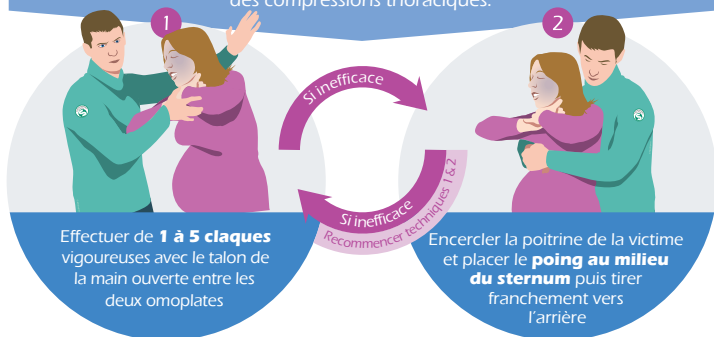 des compressions thoraciques.
1
2
Si inefficace
Si inefficace
Recommencer techniques 1 & 2
Effectuer de 1 à 5 claques
vigoureuses avec le talon de
la main ouverte entre les
deux omoplates
Encercler la poitrine de la victime
et placer le poing au milieu
du sternum puis tirer
franchement vers
l’arrière